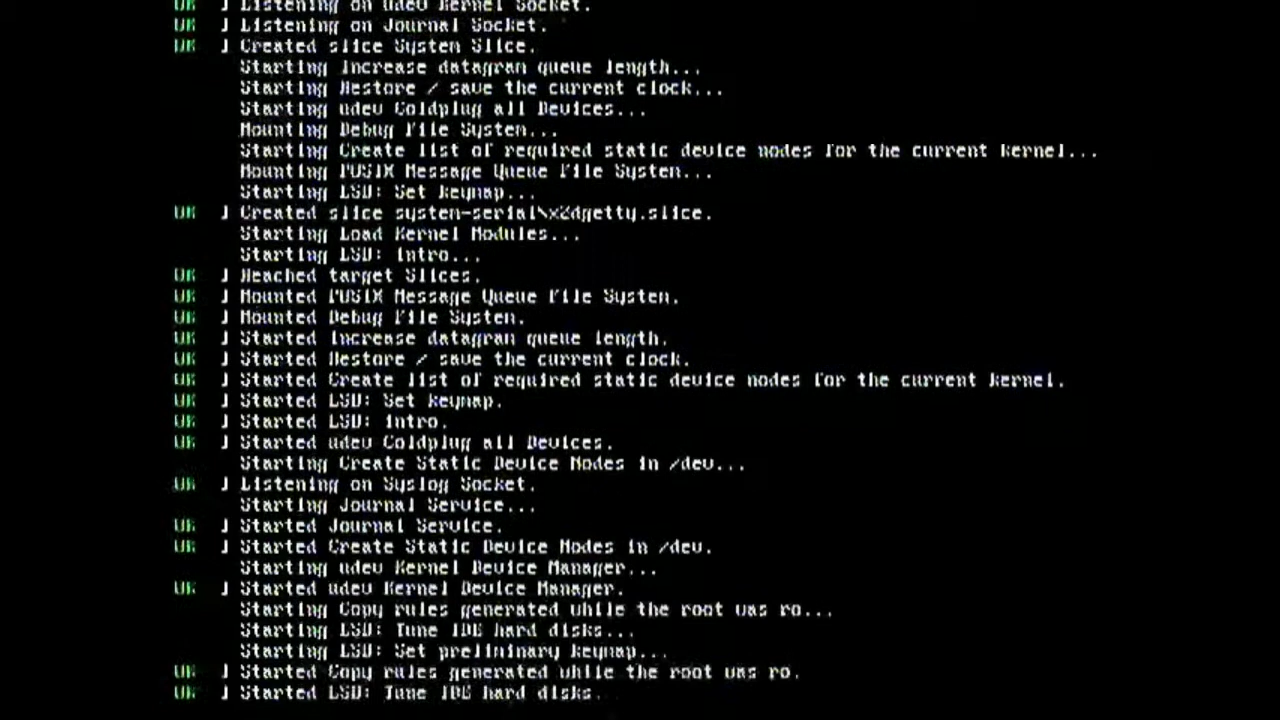 OK ] Listening on udev Kernel Socket.
OK ] Listening on Journal Socket.
OK ] Created slice System Slice.
Starting Increase datagram queue length...
Starting Restore / save the current clock...
Starting udev Coldplug all Devices...
Mounting Debug File System...
Starting Create list of required static device nodes for the current kernel...
Mounting POSIX Message Queue File System...
Starting LSB: Set keymap...
OK ] Created slice system-serial\x2dgetty.slice.
Starting Load Kernel Modules...
Starting LSB: Intro...
OK ] Reached target Slices.
OK ] Mounted POSIX Message Queue File System.
OK ] Mounted Debug File System.
OK ] Started Increase datagram queue length.
OK ] Started Restore / save the current clock.
OK ] Started Create list of required static device nodes for the current kernel.
OK ] Started LSB: Set keymap.
OK ] Started LSB: Intro.
OK ] Started udev Coldplug all Devices.
Starting Create Static Device Nodes in /dev...
OK ] Listening on Syslog Socket.
Starting Journal Service...
OK ] Started Journal Service.
OK ] Started Create Static Device Nodes in /dev.
Starting udev Kernel Device Manager...
OK ] Started udev Kernel Device Manager.
Starting Copy rules generated while the root was ro...
Starting LSB: Tune IDE hard disks...
Starting LSB: Set preliminary keymap...
OK ] Started Copy rules generated while the root was ro.
OK ] Started LSB: Tune IDE hard disks.